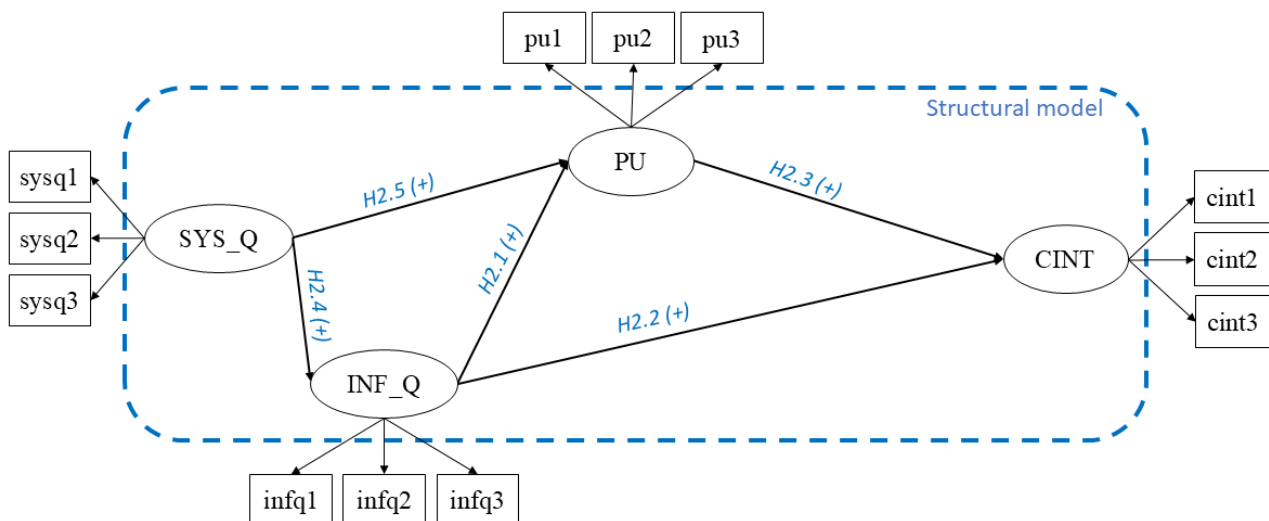 pu1
pu2
pu3
Structural model
PU
sysq1
sysq2
sysq3
SYS_Q
H2.5 (+)
H2.3 (+)
H2.1 (+)
H2.4 (+)
H2.2 (+)
CINT
cint1
cint2
cint3
INF_Q
infq1
infq2
infq3